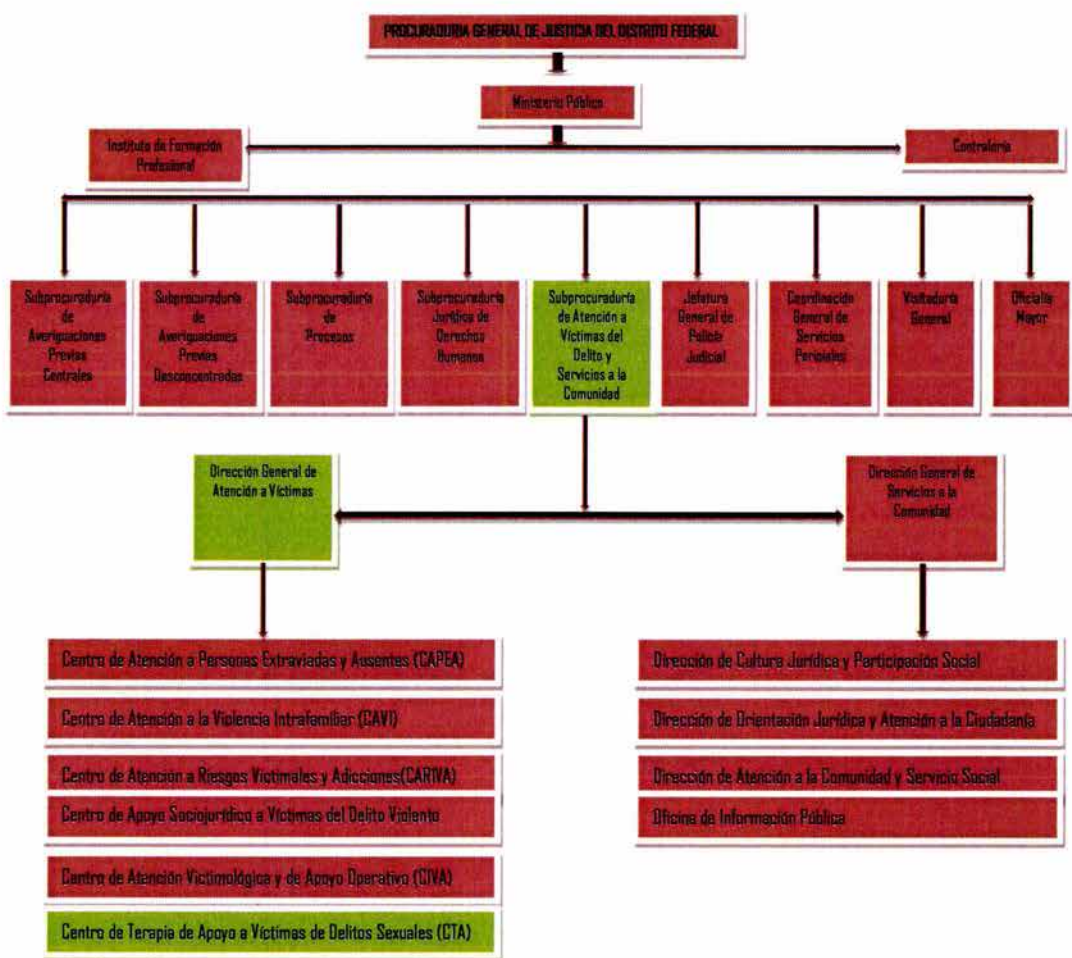 PROCURADURIA GENERAL DE JUSTICIA DEL DISTRITO FEDERAL
Ministerio Público
Instituto de Formación
Profesional
Contraloría
Subprocuraduría
de
Averiguaciones
Previas
Centrales
Subprocuraduría
de
Averiguaciones
Previas
Desconcentradas
Subprocuraduría
de
Procesos
Subprocuraduría
Jurídica de
Derechos
Humanos
Subprocuraduría
de Atención a
Víctimas del
Delito y
Servicios a la
Comunidad
Jefatura
General de
Policía
Judicial
Coordinación
General de
Servicios
Periciales
Visitaduría
General
Oficialía
Mayor
Dirección General de
Atención a Víctimas
Dirección General de
Servicios a la
Comunidad
Centro de Atención a Personas Extraviadas y Ausentes (CAPEA)
Centro de Atención a la Violencia Intrafamiliar (CAVI)
Centro de Atención a Riesgos Victimales y Adicciones(CARIVA)
Centro de Apoyo Sociojurídico a Víctimas del Delito Violento
Centro de Atención Victimológica y de Apoyo Operativo (CIVA)
Centro de Terapia de Apoyo a Víctimas de Delitos Sexuales (CTA)
Dirección de Cultura Jurídica y Participación Social
Dirección de Orientación Jurídica y Atención a la Ciudadanía
Dirección de Atención a la Comunidad y Servicio Social
Oficina de Información Pública